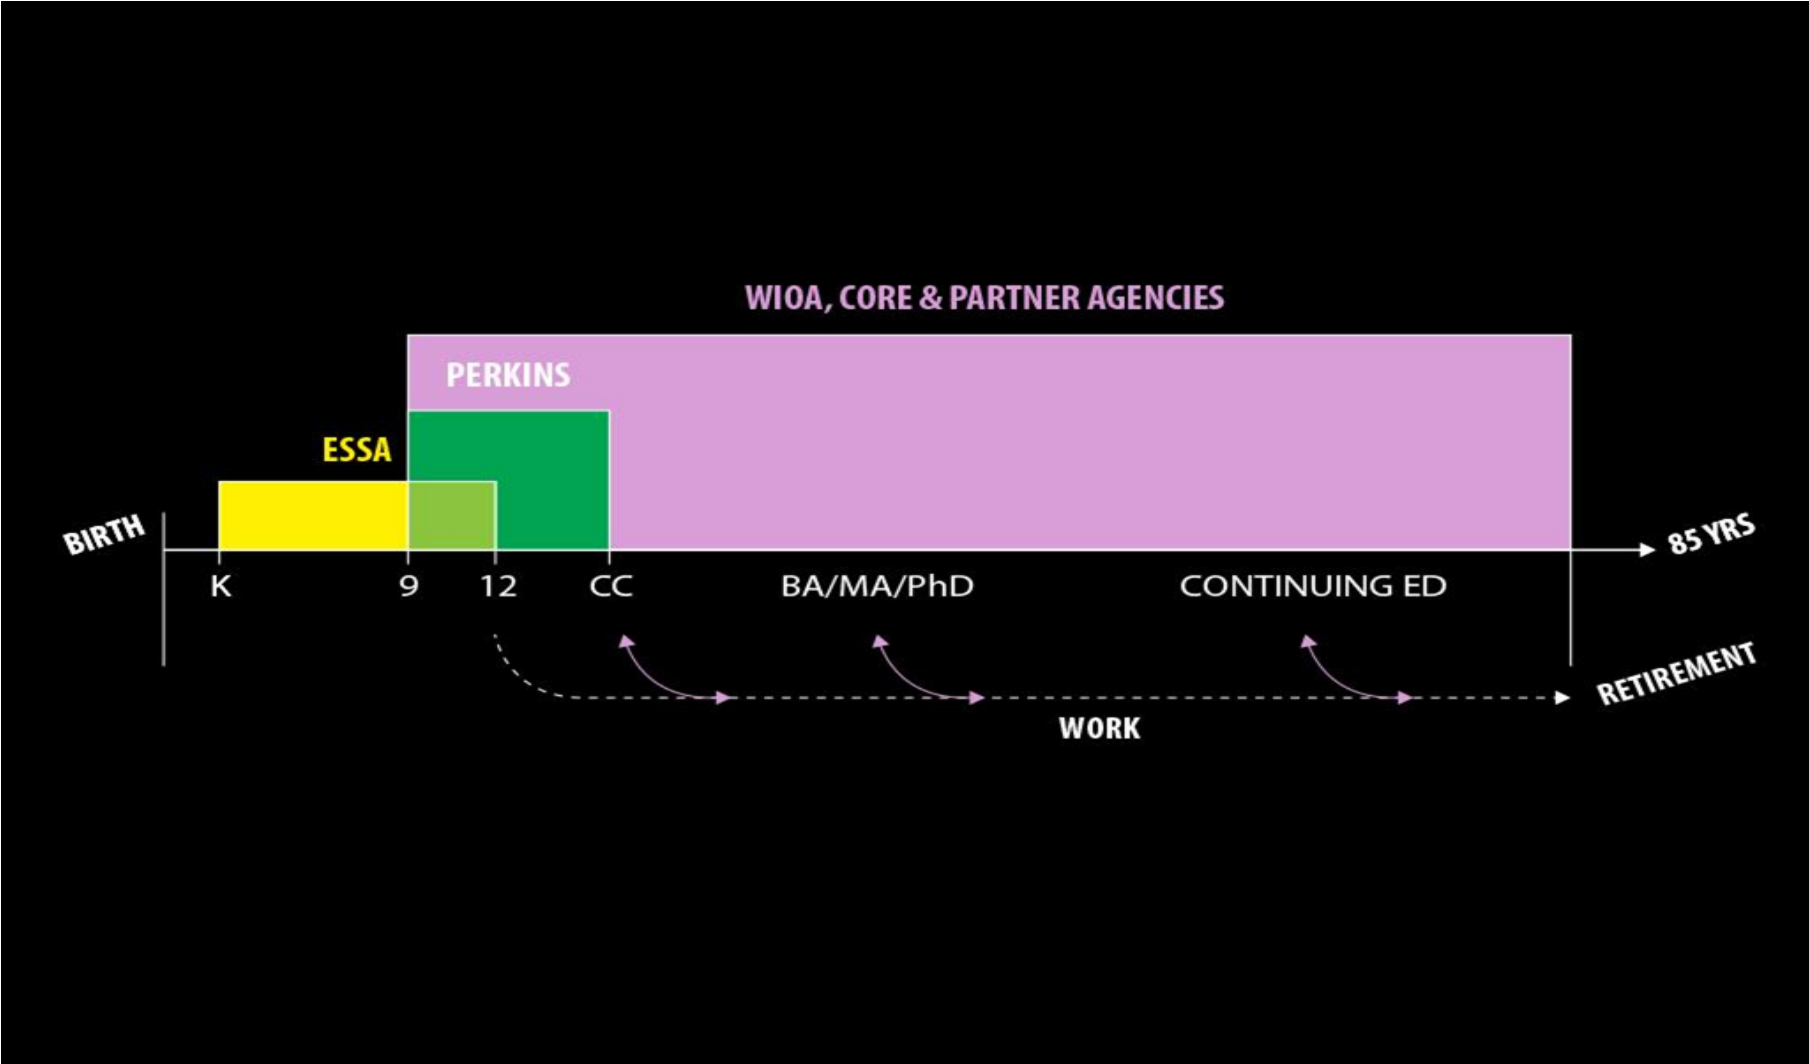 WIOA, CORE & PARTNER AGENCIES
PERKINS
ESSA
BIRTH
85 YRS
K
9
12
CC
BA/MA/PhD
CONTINUING ED
RETIREMENT
WORK